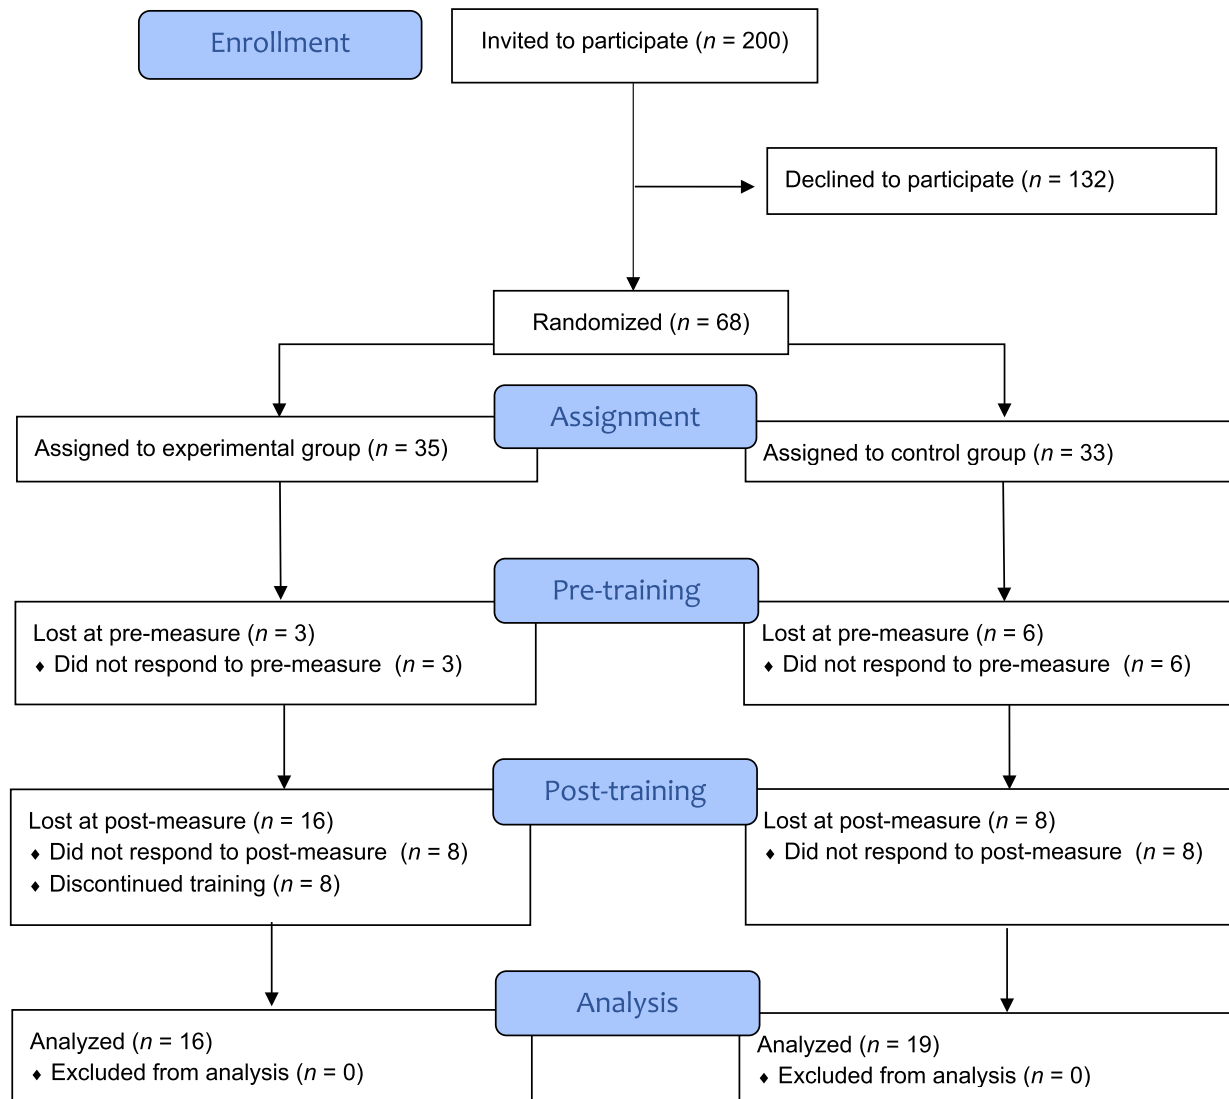 Enrollment
Invited to participate (n = 200)
Declined to participate (n = 132)
Randomized (n = 68)
Assignment
Assigned to experimental group (n = 35)
Assigned to control group (n = 33)
Pre-training
Lost at pre-measure (n = 3)
♦ Did not respond to pre-measure (n = 3)
Lost at pre-measure (n = 6)
♦ Did not respond to pre-measure (n = 6)
Post-training
Lost at post-measure (n = 16)
♦ Did not respond to post-measure (n = 8)
♦ Discontinued training (n = 8)
Lost at post-measure (n = 8)
♦ Did not respond to post-measure (n = 8)
Analysis
Analyzed (n = 16)
♦ Excluded from analysis (n = 0)
Analyzed (n = 19)
♦ Excluded from analysis (n = 0)